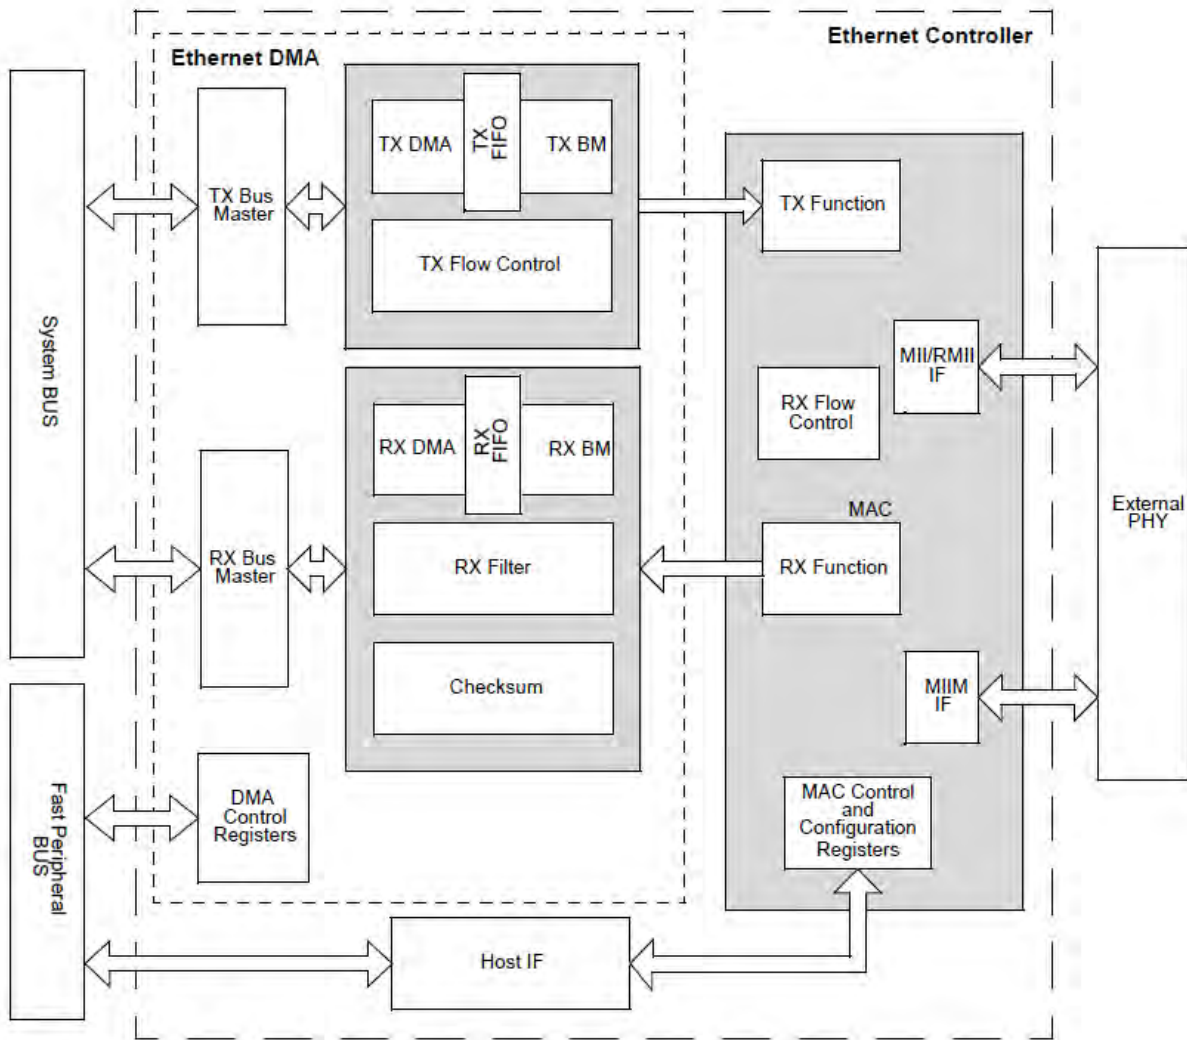 Ethernet Controller
Ethernet DMA
System BUS
TX Bus
Master
TX DMA
TX
FIFO
TX BM
TX Flow Control
TX Function
MII/RMII
IF
RX Flow
Control
External
PHY
RX Bus
Master
RX DMA
RX
FIFO
RX BM
RX Filter
Checksum
MAC
RX Function
MIIM
IF
Fast Peripheral
BUS
DMA
Control
Registers
MAC Control
and
Configuration
Registers
Host IF